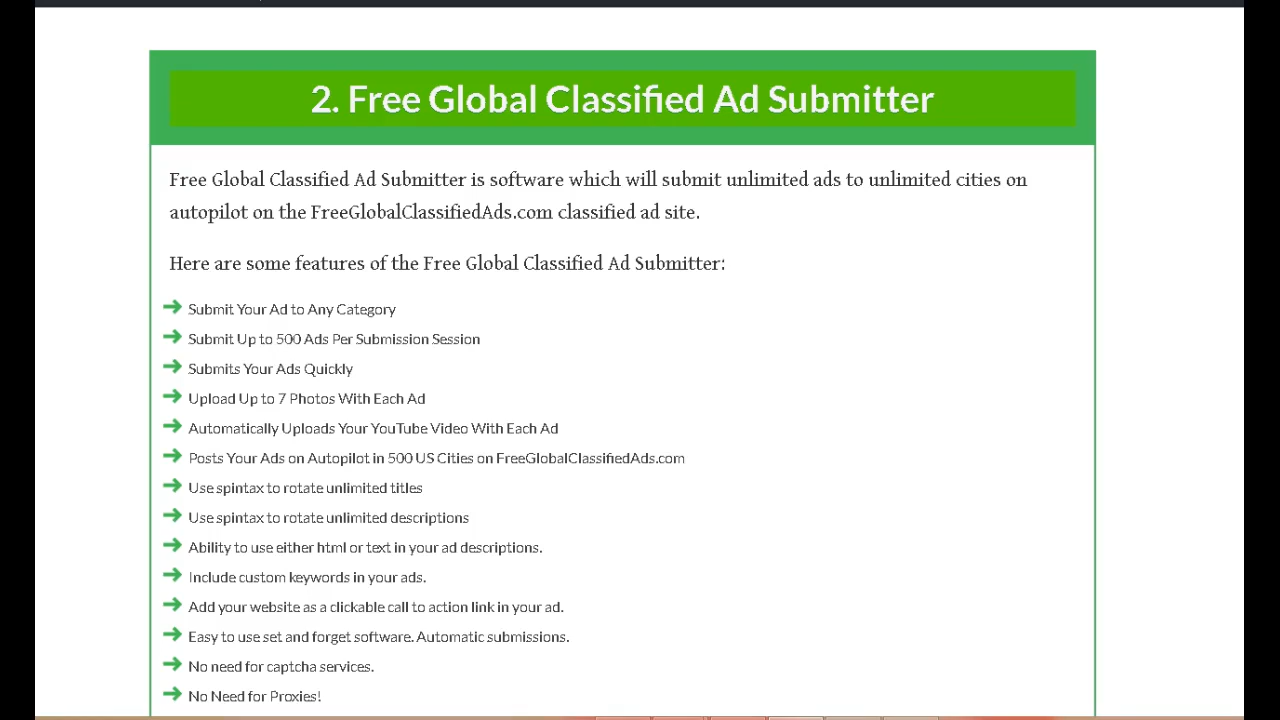 2. Free Global Classified Ad Submitter
Free Global Classified Ad Submitter is software which will submit unlimited ads to unlimited cities on
autopilot on the FreeGlobalClassifiedAds.com classified ad site.
Here are some features of the Free Global Classified Ad Submitter:
Submit Your Ad to Any Category
Submit Up to 500 Ads Per Submission Session
Submits Your Ads Quickly
Upload Up to 7 Photos With Each Ad
Automatically Uploads Your YouTube Video With Each Ad
Posts Your Ads on Autopilot in 500 US Cities on FreeGlobalClassifiedAds.com
Use spintax to rotate unlimited titles
Use spintax to rotate unlimited descriptions
Ability to use either html or text in your ad descriptions.
Include custom keywords in your ads.
Add your website as a clickable call to action link in your ad.
Easy to use set and forget software. Automatic submissions.
No need for captcha services.
No Need for Proxies!